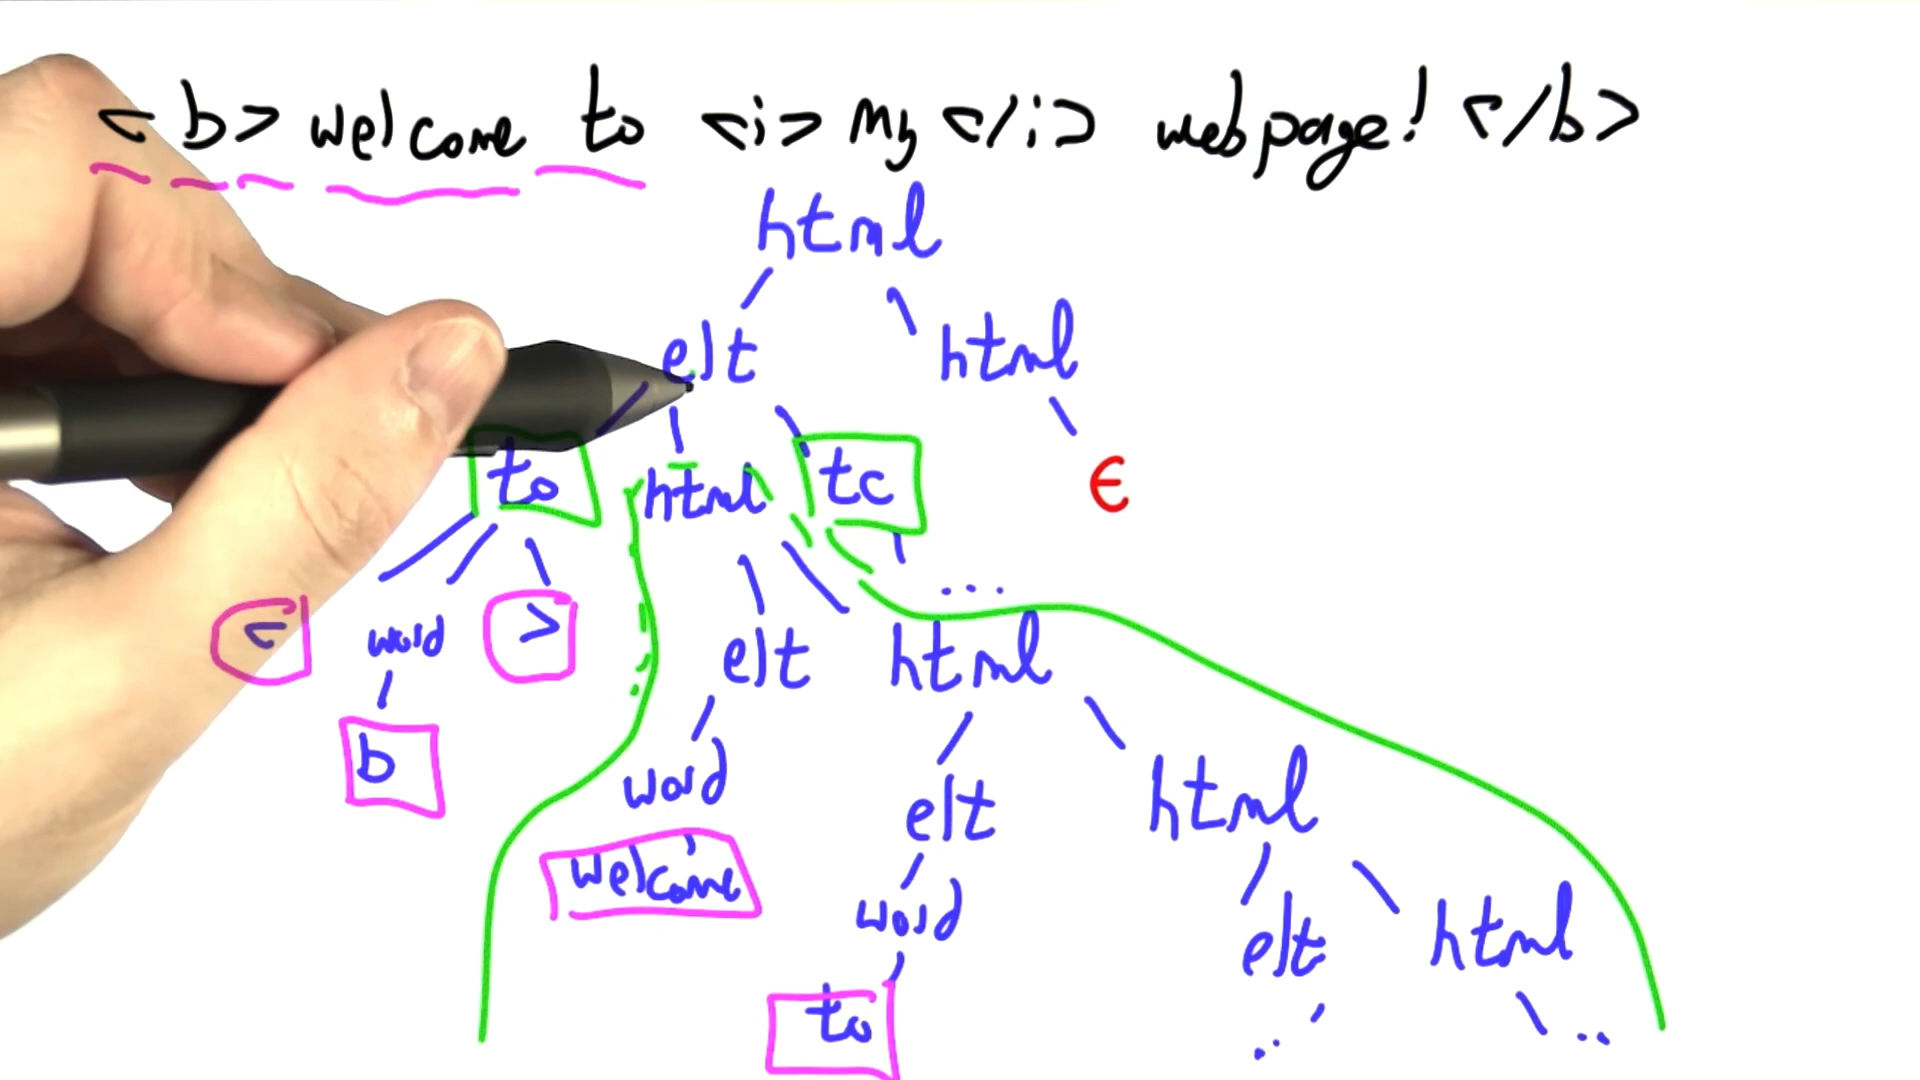 <b> welcome to <i> my </i> webpage! </b>
html
elt html
to html tc ϵ
< word > elt html ...
b word elt html
welcome word elt html
to .. ..